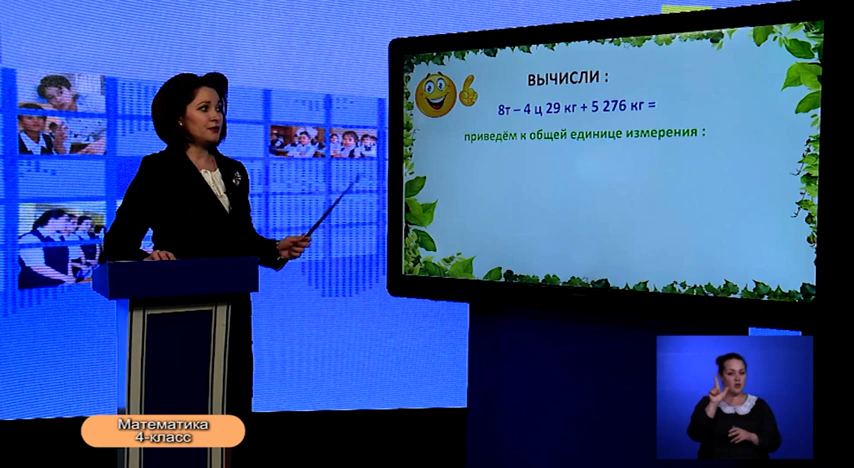 ВЫЧИСЛИ :
8т – 4 ц 29 кг + 5 276 кг =
приведём к общей единице измерения :
Математика
4-класс